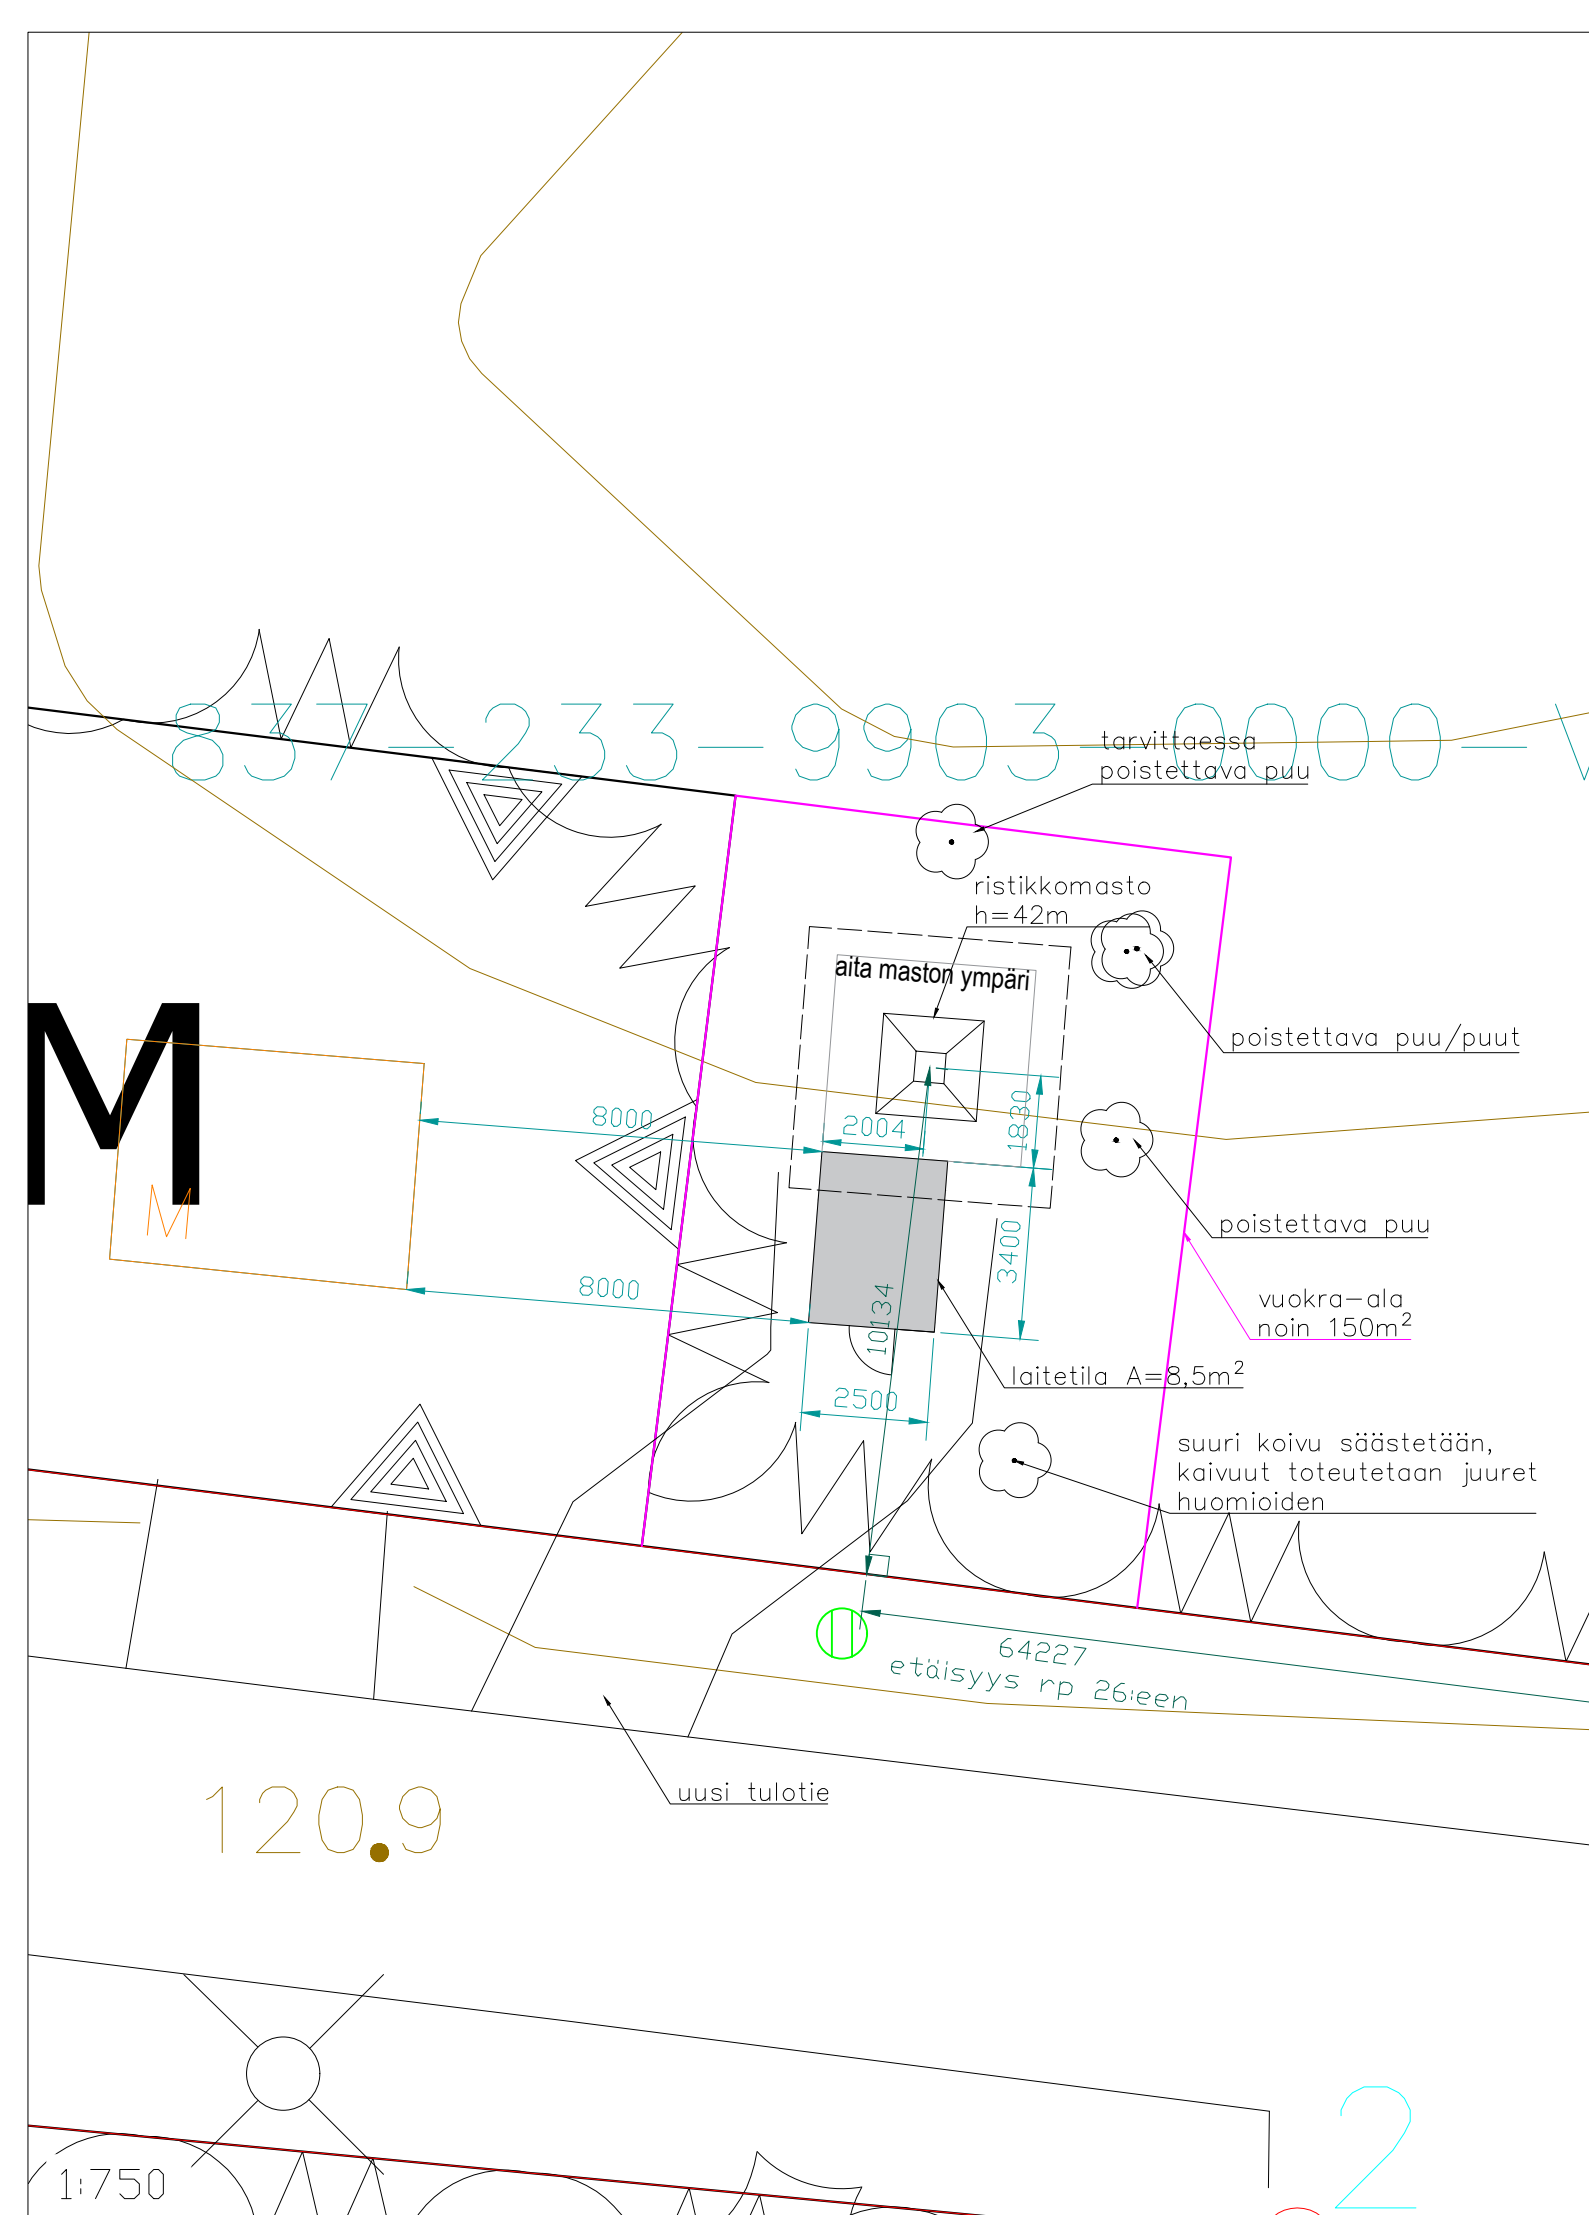 837-233-9903-0000-V
tarvittaessa
poistettava puu
ristikkomasto
h=42m
aita maston ympäri
poistettava puu/puut
M
M
8000
2004
1830
poistettava puu
3400
8000
vuokra-ala
noin 150m²
10134
laitetila A=8,5m²
2500
suuri koivu säästetään,
kaivuut toteutetaan juuret
huomioiden
64227
etäisyys rp 26:een
uusi tulotie
120.9
2
1:750